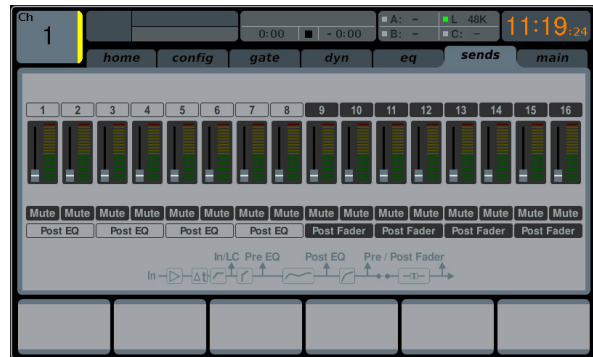 Ch
1
0:00 - 0:00
A: - L 48K
B: - C: -
11:19:24
home config gate dyn eq sends main
1 2 3 4 5 6 7 8 9 10 11 12 13 14 15 16
Mute Mute Mute Mute Mute Mute Mute Mute Mute Mute Mute Mute Mute Mute Mute Mute
Post EQ Post EQ Post EQ Post EQ Post Fader Post Fader Post Fader Post Fader
In/LC Pre EQ Post EQ Pre / Post Fader
In Δt